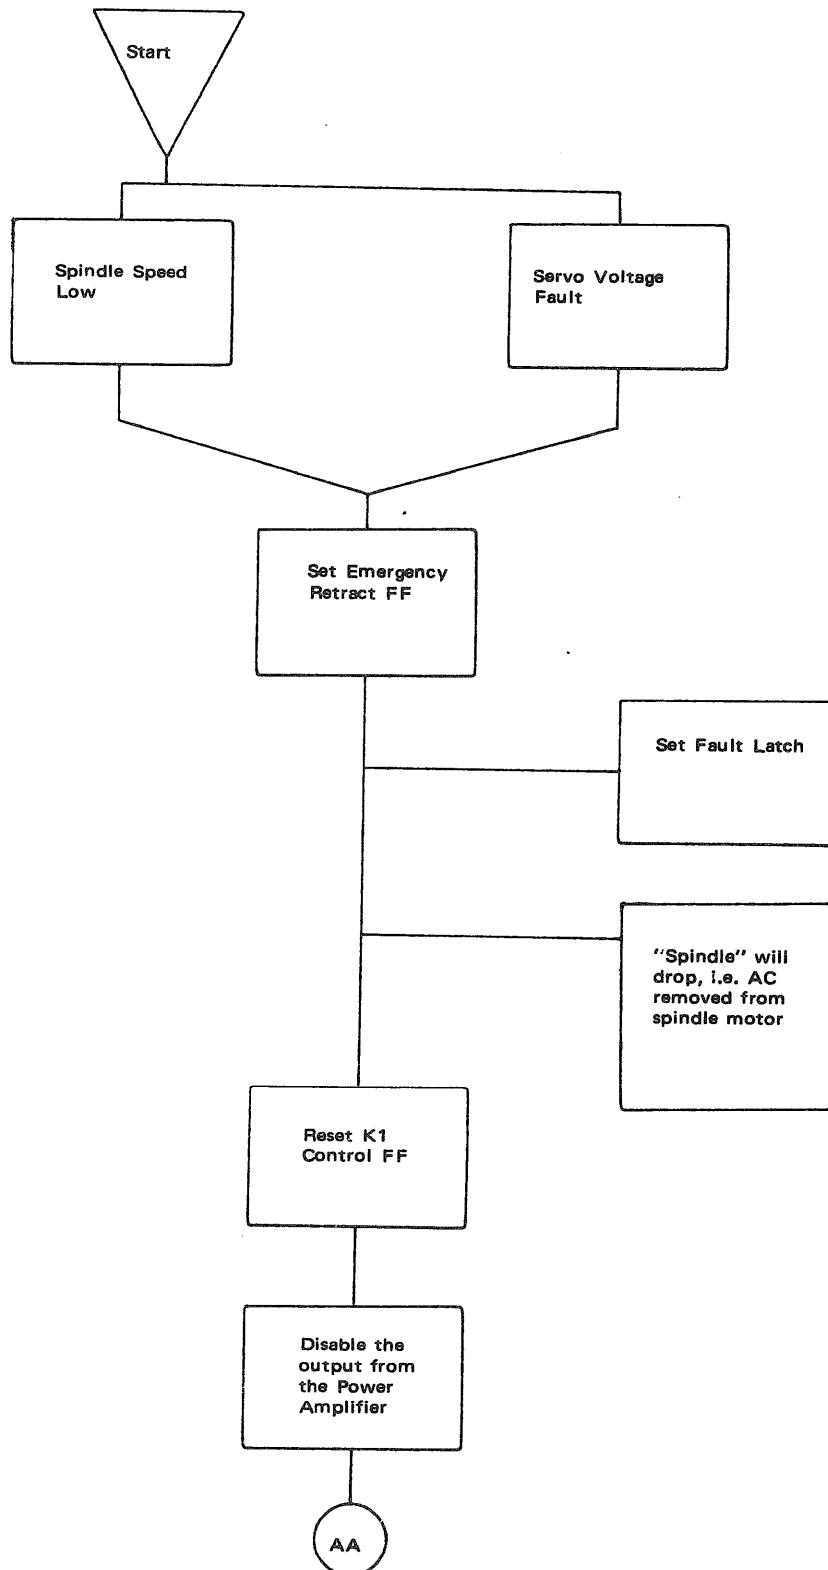 Start
Spindle Speed
Low
Servo Voltage
Fault
Set Emergency
Retract FF
Set Fault Latch
"Spindle" will
drop, i.e. AC
removed from
spindle motor
Reset K1
Control FF
Disable the
output from
the Power
Amplifier
AA